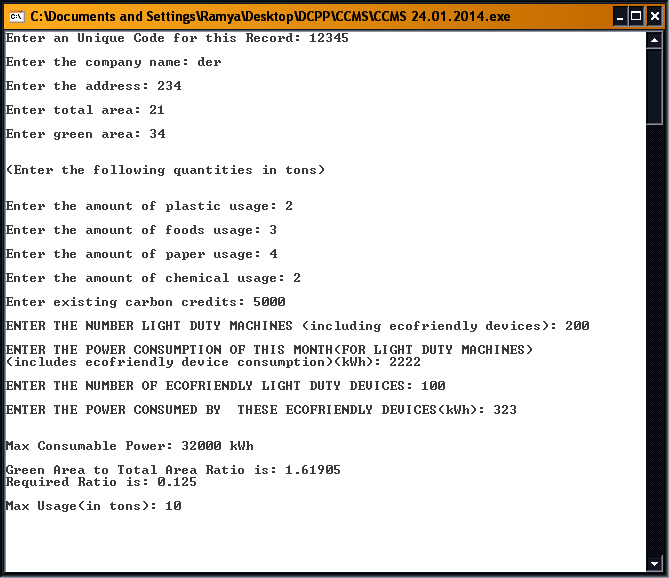 C:\Documents and Settings\Ramya\Desktop\DCPP\CCMS\CCMS 24.01.2014.exe
Enter an Unique Code for this Record: 12345
Enter the company name: der
Enter the address: 234
Enter total area: 21
Enter green area: 34
(Enter the following quantities in tons)
Enter the amount of plastic usage: 2
Enter the amount of foods usage: 3
Enter the amount of paper usage: 4
Enter the amount of chemical usage: 2
Enter existing carbon credits: 5000
ENTER THE NUMBER LIGHT DUTY MACHINES (including ecofriendly devices): 200
ENTER THE POWER CONSUMPTION OF THIS MONTH(FOR LIGHT DUTY MACHINES)
(includes ecofriendly device consumption)(kWh): 2222
ENTER THE NUMBER OF ECOFRIENDLY LIGHT DUTY DEVICES: 100
ENTER THE POWER CONSUMED BY  THESE ECOFRIENDLY DEVICES(kWh): 323
Max Consumable Power: 32000 kWh
Green Area to Total Area Ratio is: 1.61905
Required Ratio is: 0.125
Max Usage(in tons): 10